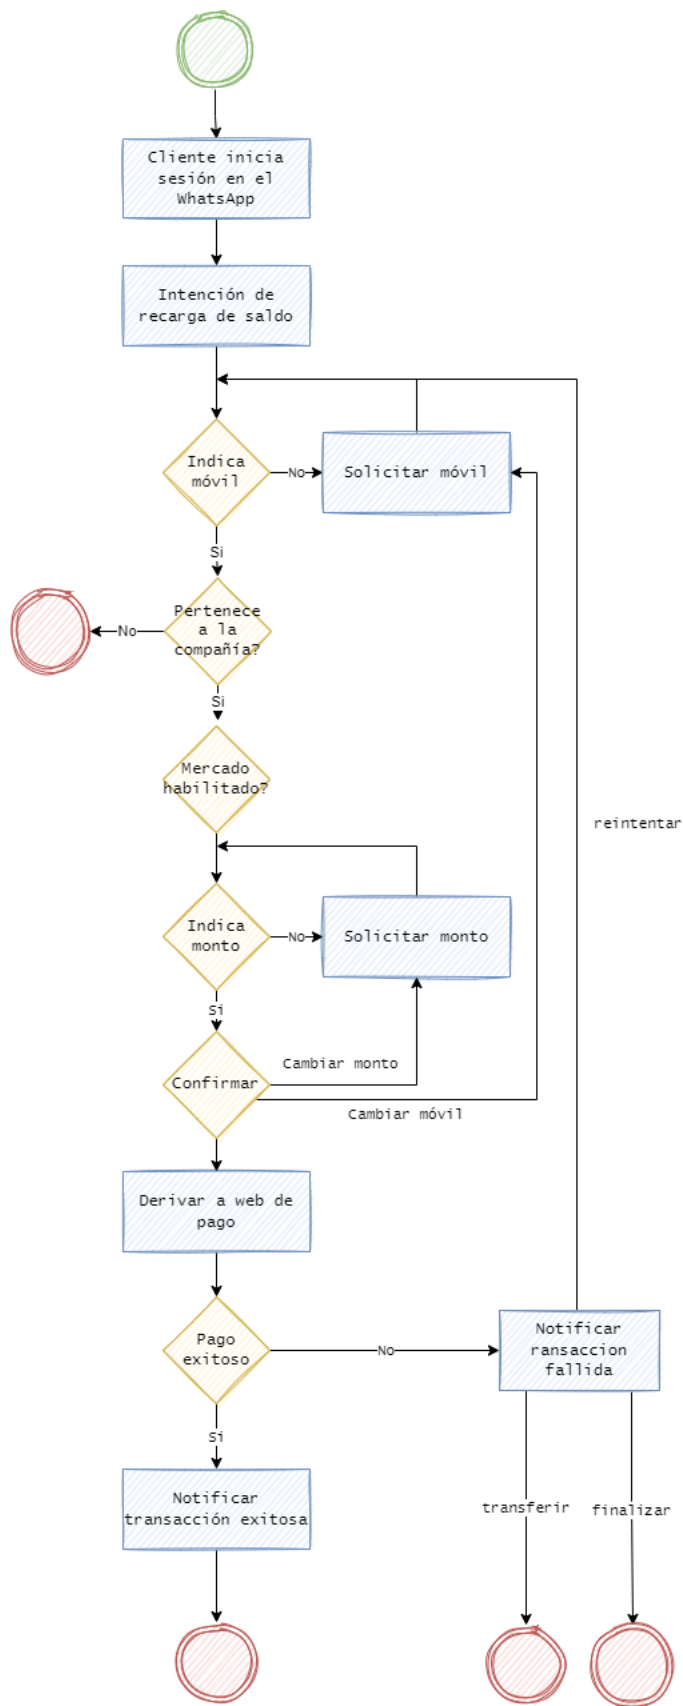 Cliente inicia
sesión en el
WhatsApp
Intención de
recarga de saldo
Indica
móvil
No
Solicitar móvil
Si
Pertenece
a la
compañía?
No
Si
Mercado
habilitado?
reintentar
Indica
monto
No
Solicitar monto
Si
Cambiar monto
Confirmar
Cambiar móvil
Derivar a web de
pago
Pago
exitoso
No
Notificar
ransaccion
fallida
Si
Notificar
transacción exitosa
transferir
finalizar